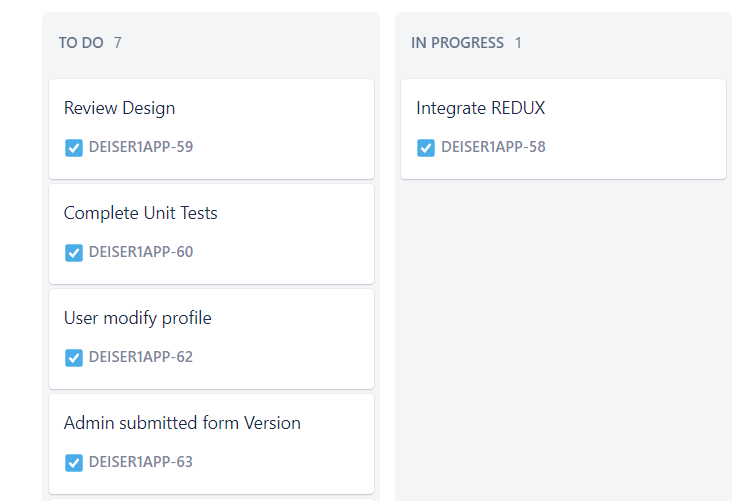 TO DO 7
Review Design
DEISER1APP-59
Complete Unit Tests
DEISER1APP-60
User modify profile
DEISER1APP-62
Admin submitted form Version
DEISER1APP-63
IN PROGRESS 1
Integrate REDUX
DEISER1APP-58